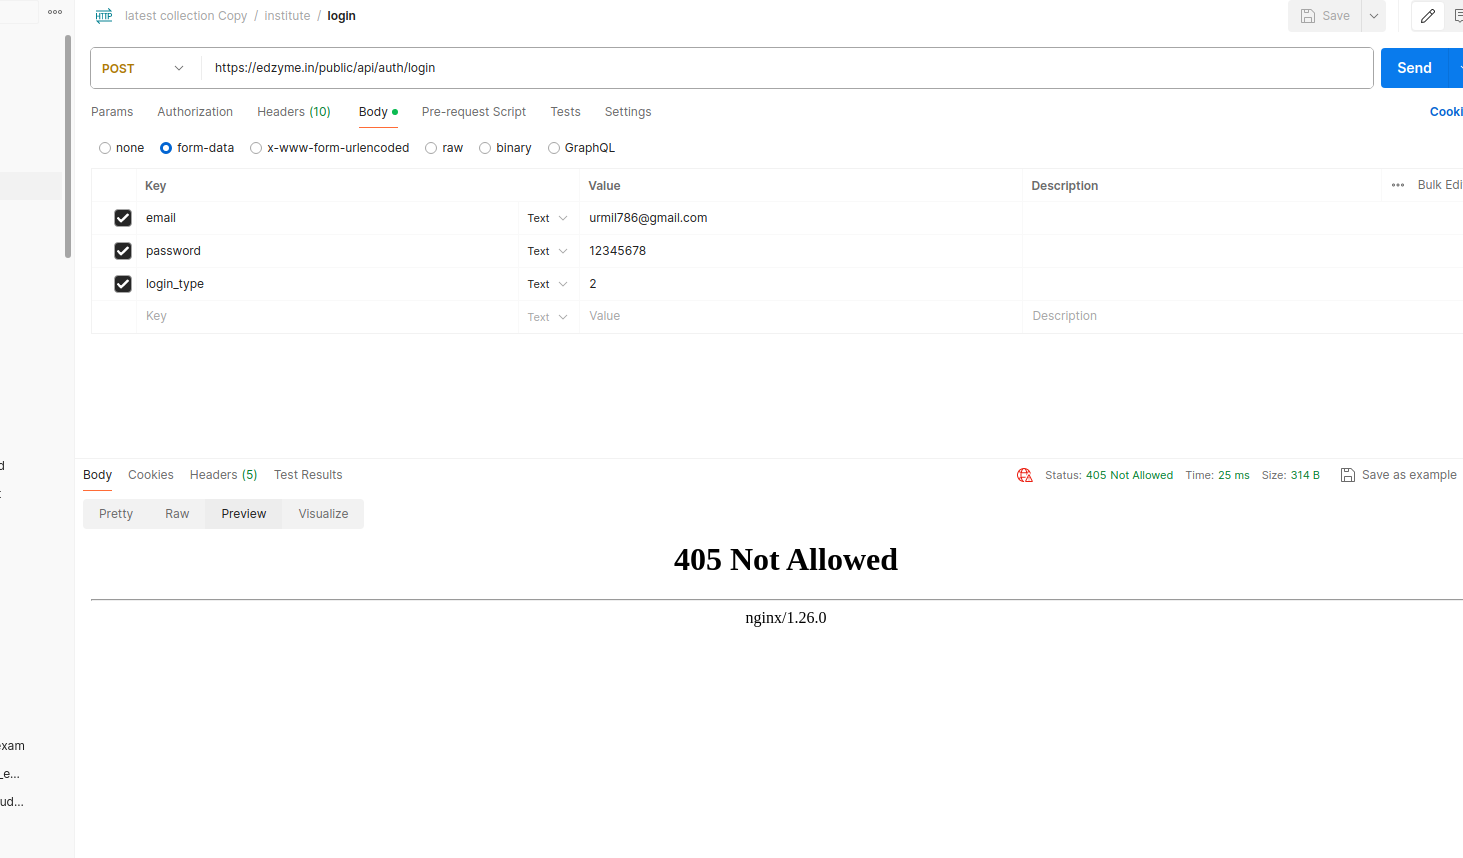 latest collection Copy / Institute / login
Save
POST
https://edzyme.in/public/api/auth/login
Send
Params Authorization Headers (10) Body Pre-request Script Tests Settings
Cooki
none form-data x-www-form-urlencoded raw binary GraphQL
Key Value Description Bulk Edi
email Text urmil786@gmail.com
password Text 12345678
login_type Text 2
Key Text Value Description
d
Body Cookies Headers (5) Test Results
Status: 405 Not Allowed Time: 25 ms Size: 314 B Save as example
Pretty Raw Preview Visualize
405 Not Allowed
nginx/1.26.0
exam
_e...
ud...